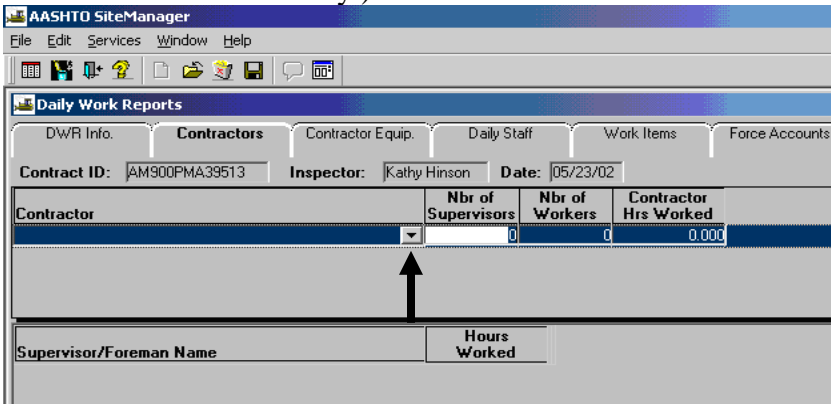 AASHTO SiteManager
File Edit Services Window Help
Daily Work Reports
DWR Info. Contractors Contractor Equip. Daily Staff Work Items Force Accounts
Contract ID: AM900PMA39513 Inspector: Kathy Hinson Date: 05/23/02
Contractor Nbr of Supervisors Nbr of Workers Contractor Hrs Worked
0 0 0.000
Supervisor/Foreman Name Hours Worked